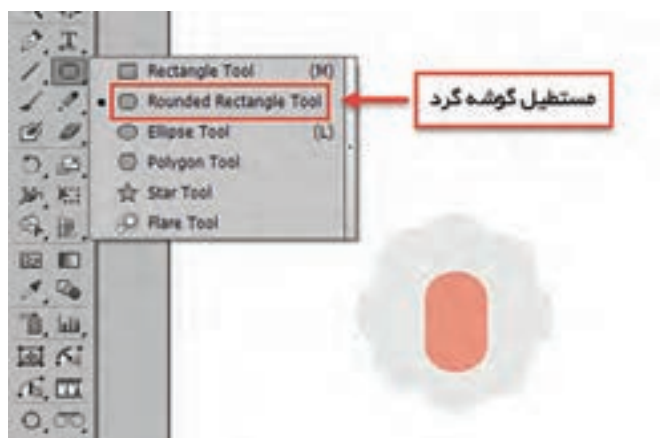 Rectangle Tool (M)
Rounded Rectangle Tool
مستطیل گوشه گرد
Ellipse Tool (L)
Polygon Tool
Star Tool
Flare Tool